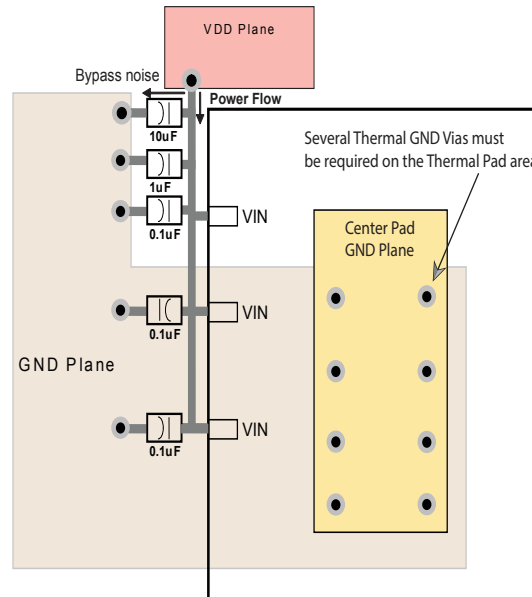 VDD Plane
Bypass noise
Power Flow
10uF
Several Thermal GND Vias must
be required on the Thermal Pad area
1uF
0.1uF
VIN
Center Pad
GND Plane
VIN
0.1uF
GND Plane
VIN
0.1uF